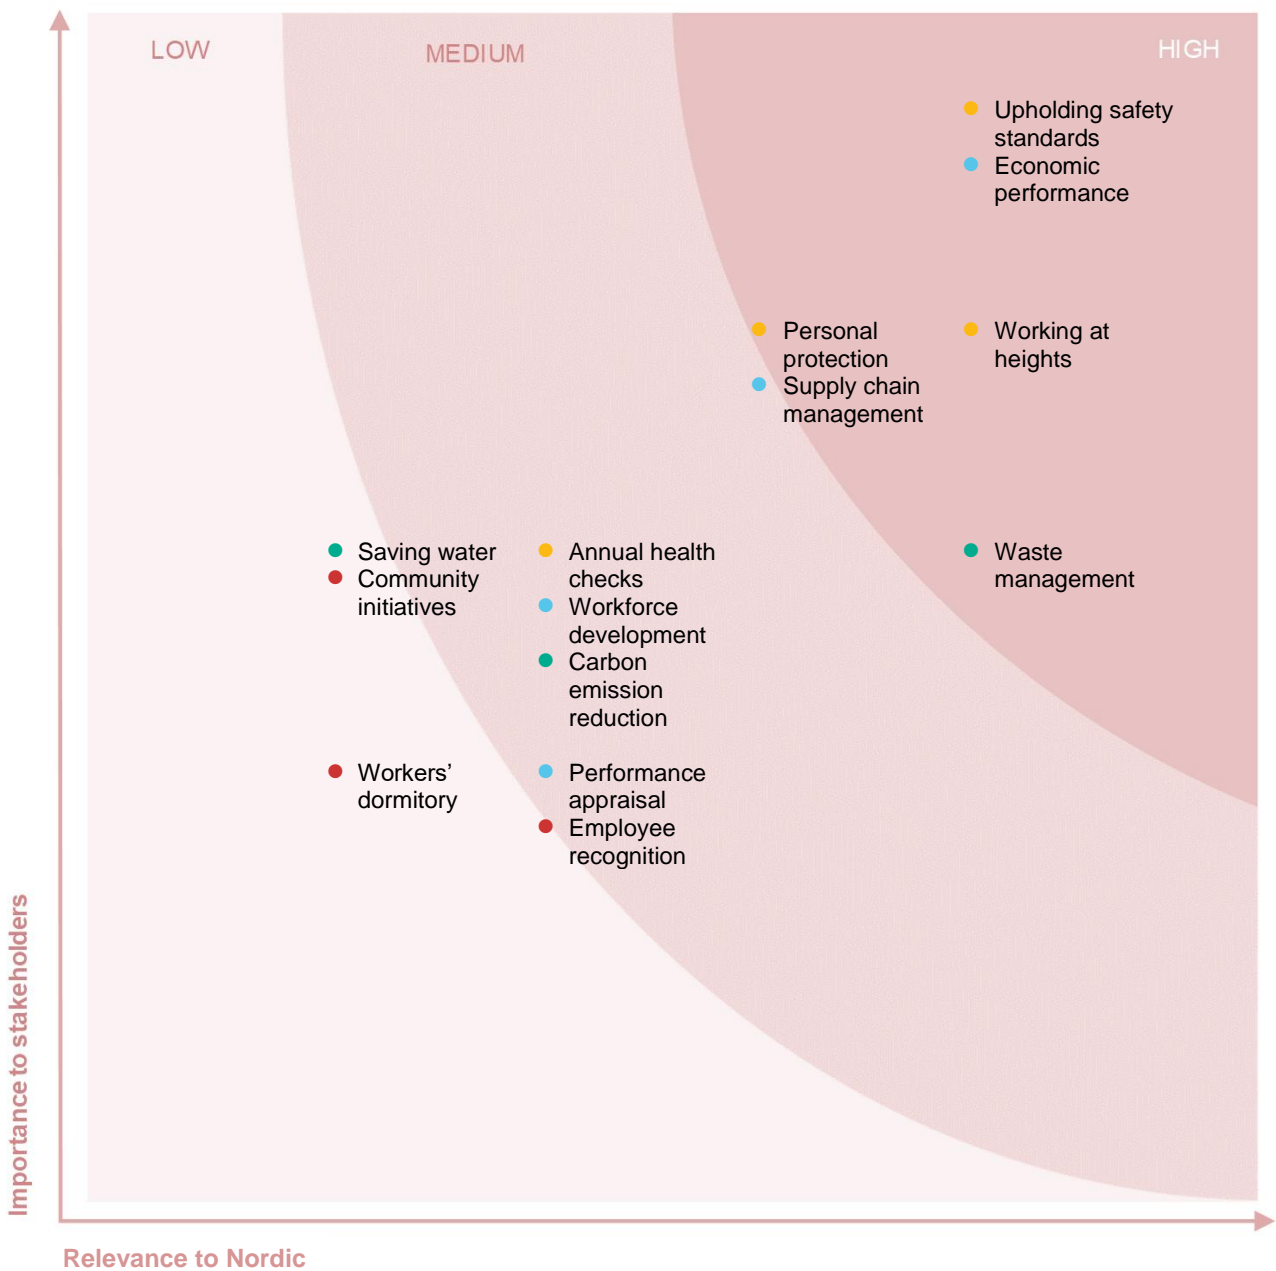 LOW
MEDIUM
HIGH
Upholding safety
standards
Economic
performance
Personal
protection
Supply chain
management
Working at
heights
Saving water
Community
initiatives
Annual health
checks
Workforce
development
Carbon
emission
reduction
Waste
management
Workers’
dormitory
Performance
appraisal
Employee
recognition
Importance to stakeholders
Relevance to Nordic